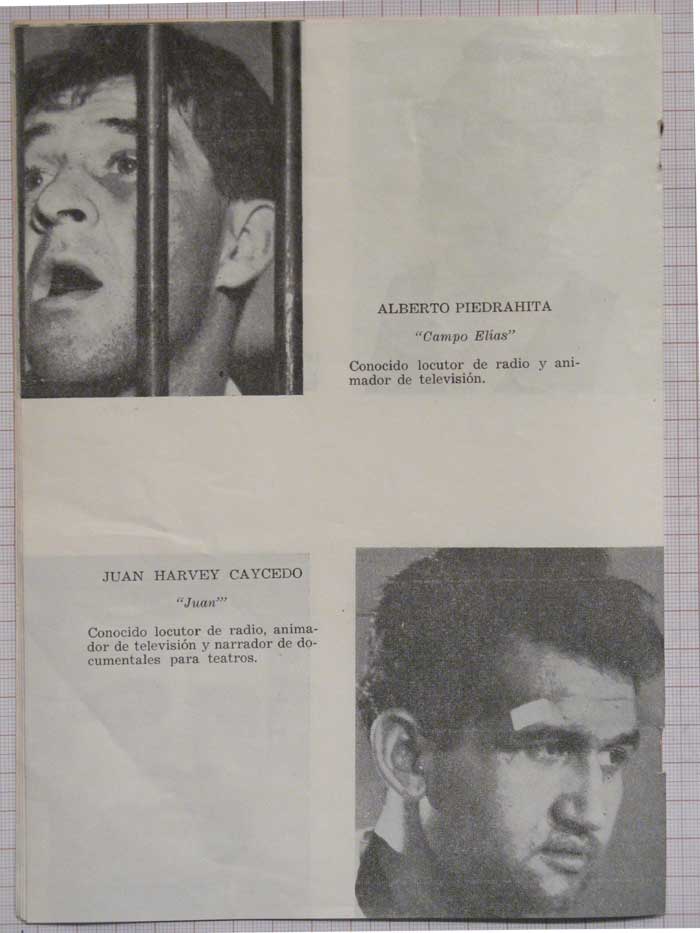 ALBERTO PIEDRAHITA
"Campo Elías"
Conocido locutor de radio y ani-
mador de televisión.
JUAN HARVEY CAYCEDO
"Juan'"
Conocido locutor de radio, anima-
dor de televisión y narrador de do-
cumentales para teatros.